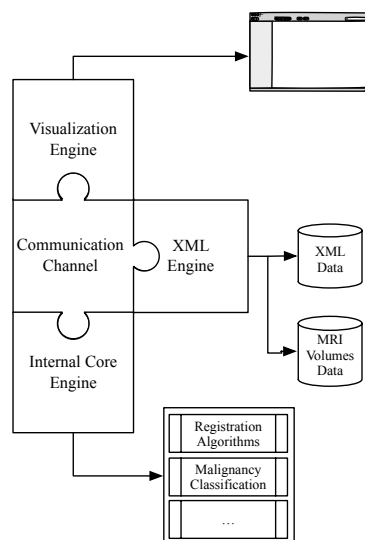 Visualization
Engine
Communication
Channel
XML
Engine
XML
Data
MRI
Volumes
Data
Internal Core
Engine
Registration
Algorithms
Malignancy
Classification
…